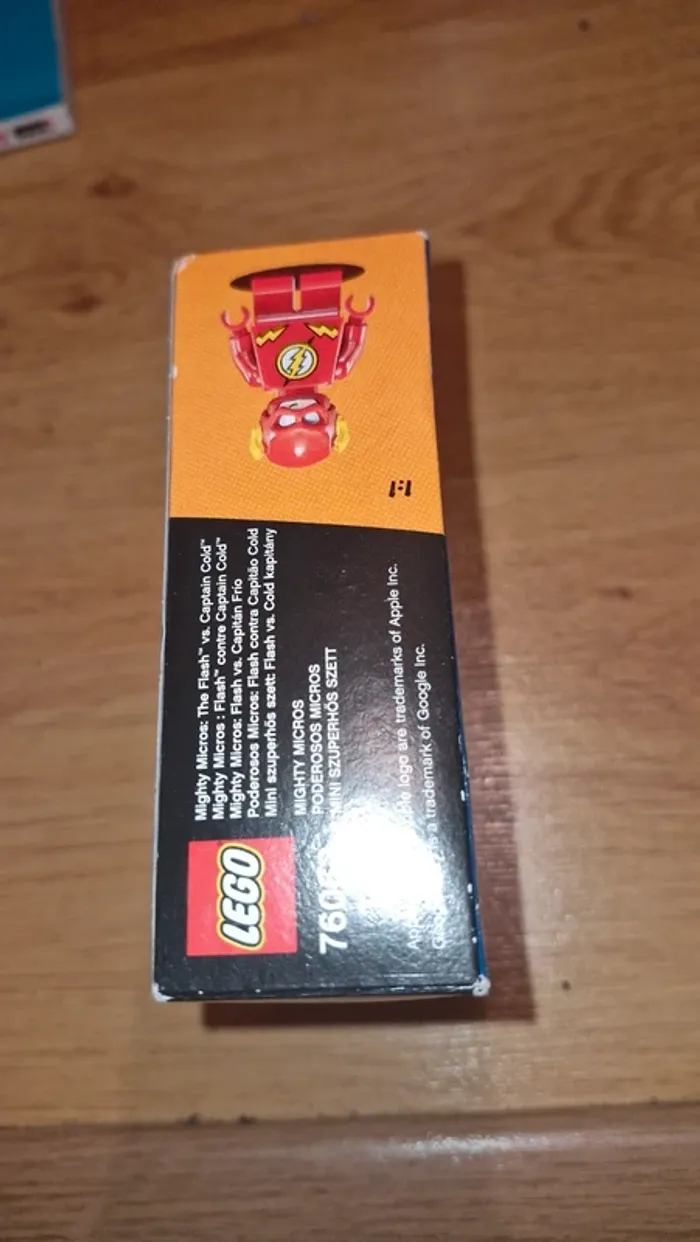 Mighty Micros: The Flash™ vs. Captain Cold™
Mighty Micros : Flash™ contre Captain Cold™
Mighty Micros: Flash vs. Capitán Frío
Poderosos Micros: Flash contra Capitão Cold
Mini szuperhős szett: Flash vs. Cold kapitány
MIGHTY MICROS
PODEROSOS MICROS
MINI SZUPERHŐS SZETT
LEGO
logo are trademarks of Apple Inc.
a trademark of Google Inc.